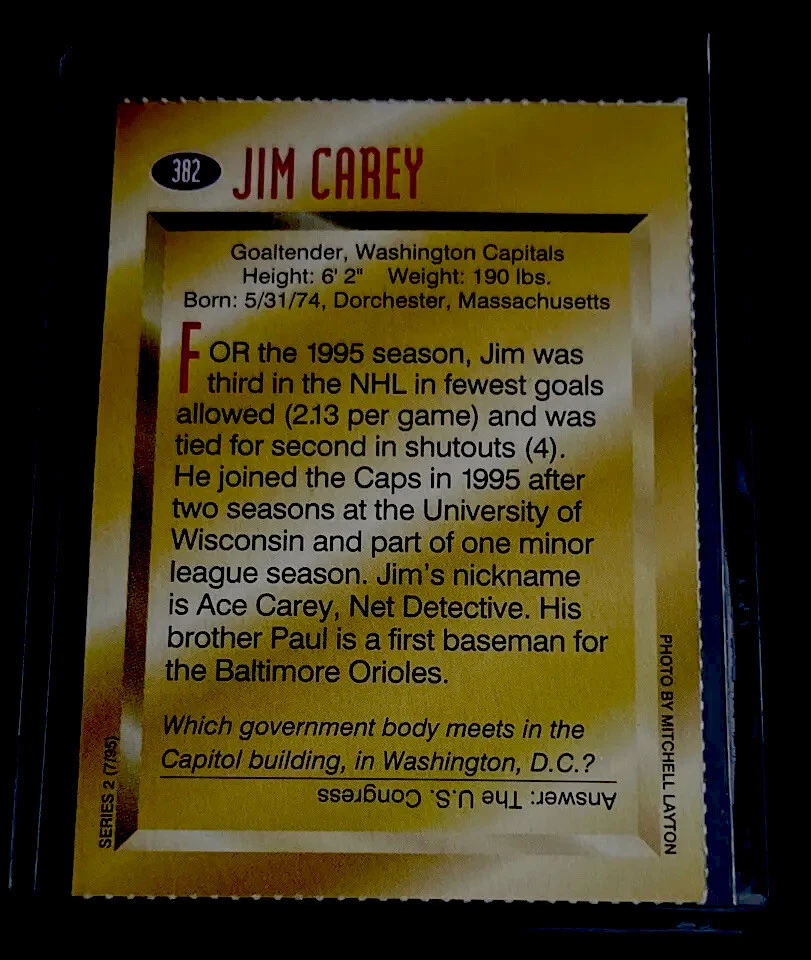 382
JIM CAREY
Goaltender, Washington Capitals
Height: 6' 2" Weight: 190 lbs.
Born: 5/31/74, Dorchester, Massachusetts
FOR the 1995 season, Jim was
third in the NHL in fewest goals
allowed (2.13 per game) and was
tied for second in shutouts (4).
He joined the Caps in 1995 after
two seasons at the University of
Wisconsin and part of one minor
league season. Jim's nickname
is Ace Carey, Net Detective. His
brother Paul is a first baseman for
the Baltimore Orioles.
Which government body meets in the
Capitol building, in Washington, D.C.?
Answer: The U.S. Congress
SERIES 2 (7/95)
PHOTO BY MITCHELL LAYTON